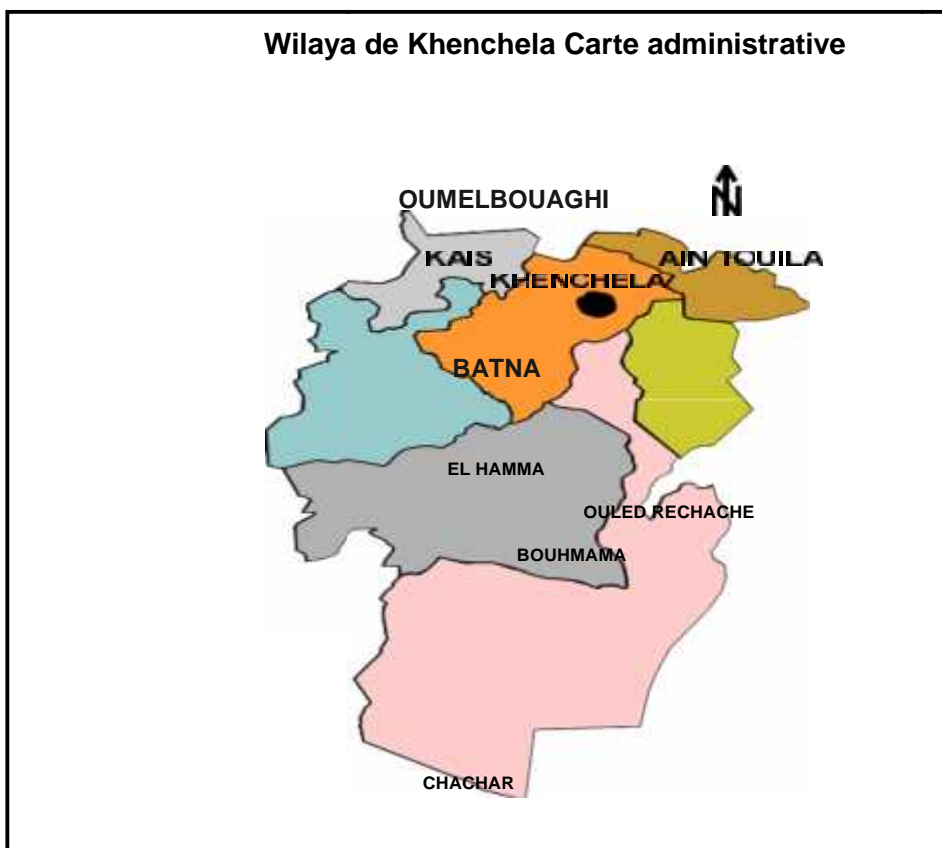 Wilaya de Khenchela Carte administrative
N
OUMELBOUAGHI
KAIS
AIN TOUILA
KHENCHELA
BATNA
EL HAMMA
OULED RECHACHE
BOUHMAMA
CHACHAR